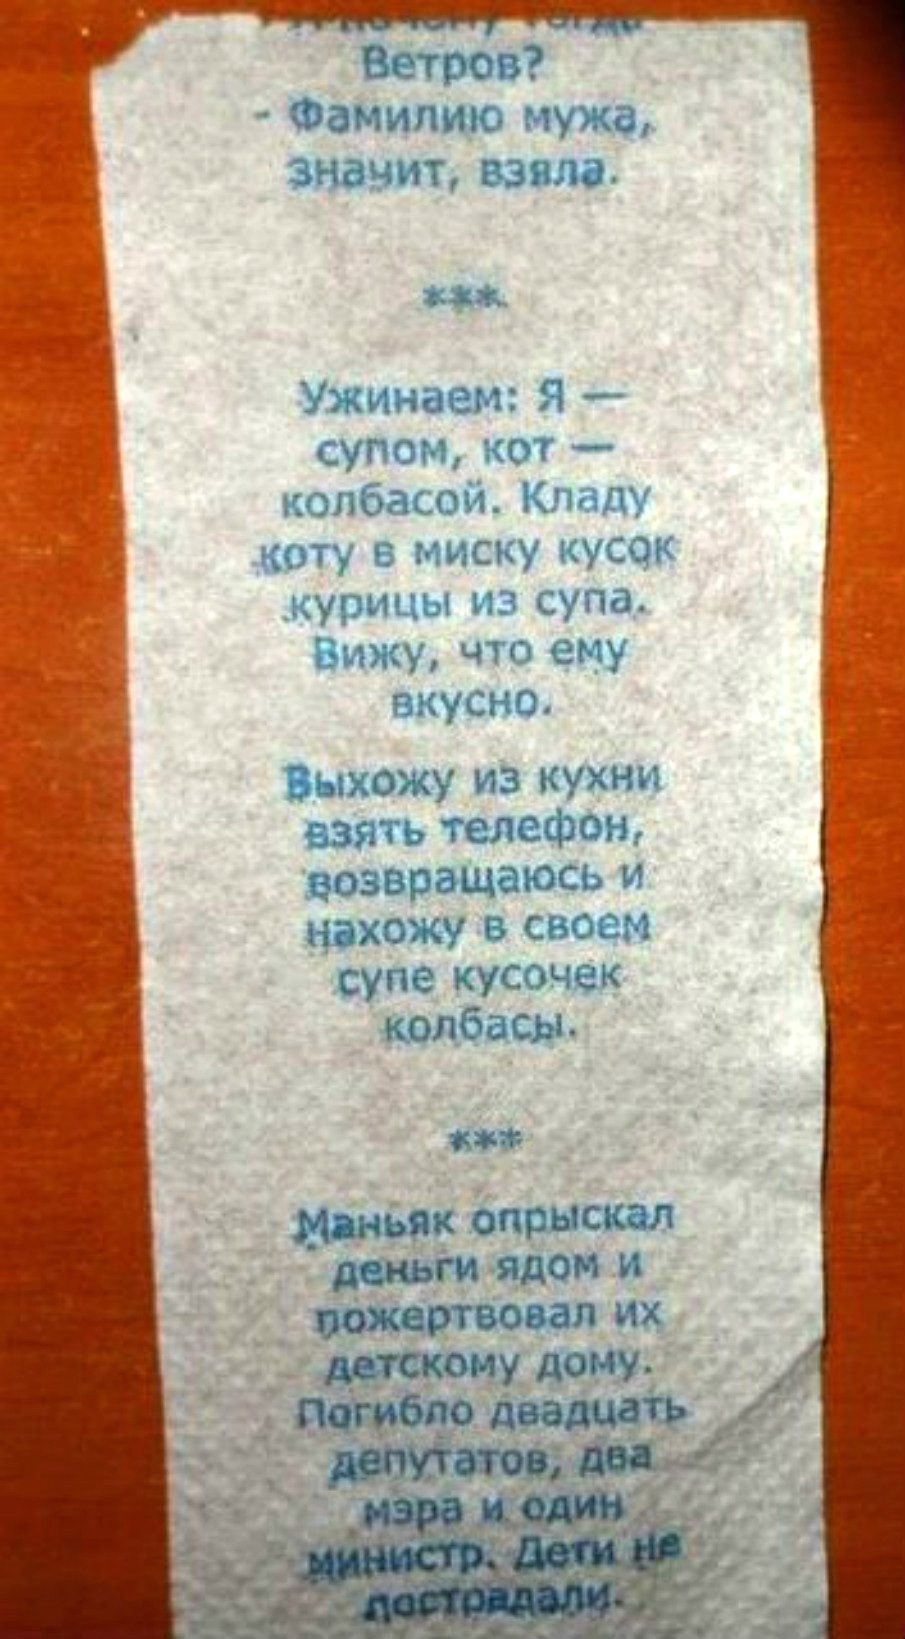 Ветров?
- Фамилию мужа,
значит, взяла.
***
Ужинаем: Я —
супом, кот —
колбасой. Кладу
коту в миску кусок
курицы из супа.
Вижу, что ему
вкусно.
Выхожу из кухни
взять телефон,
возвращаюсь и
нахожу в своем
супе кусочек
колбасы.
***
Маньяк опрыскал
деньги ядом и
пожертвовал их
детскому дому.
Погибло двадцать
депутатов, два
мэра и один
министр. Дети не
пострадали.